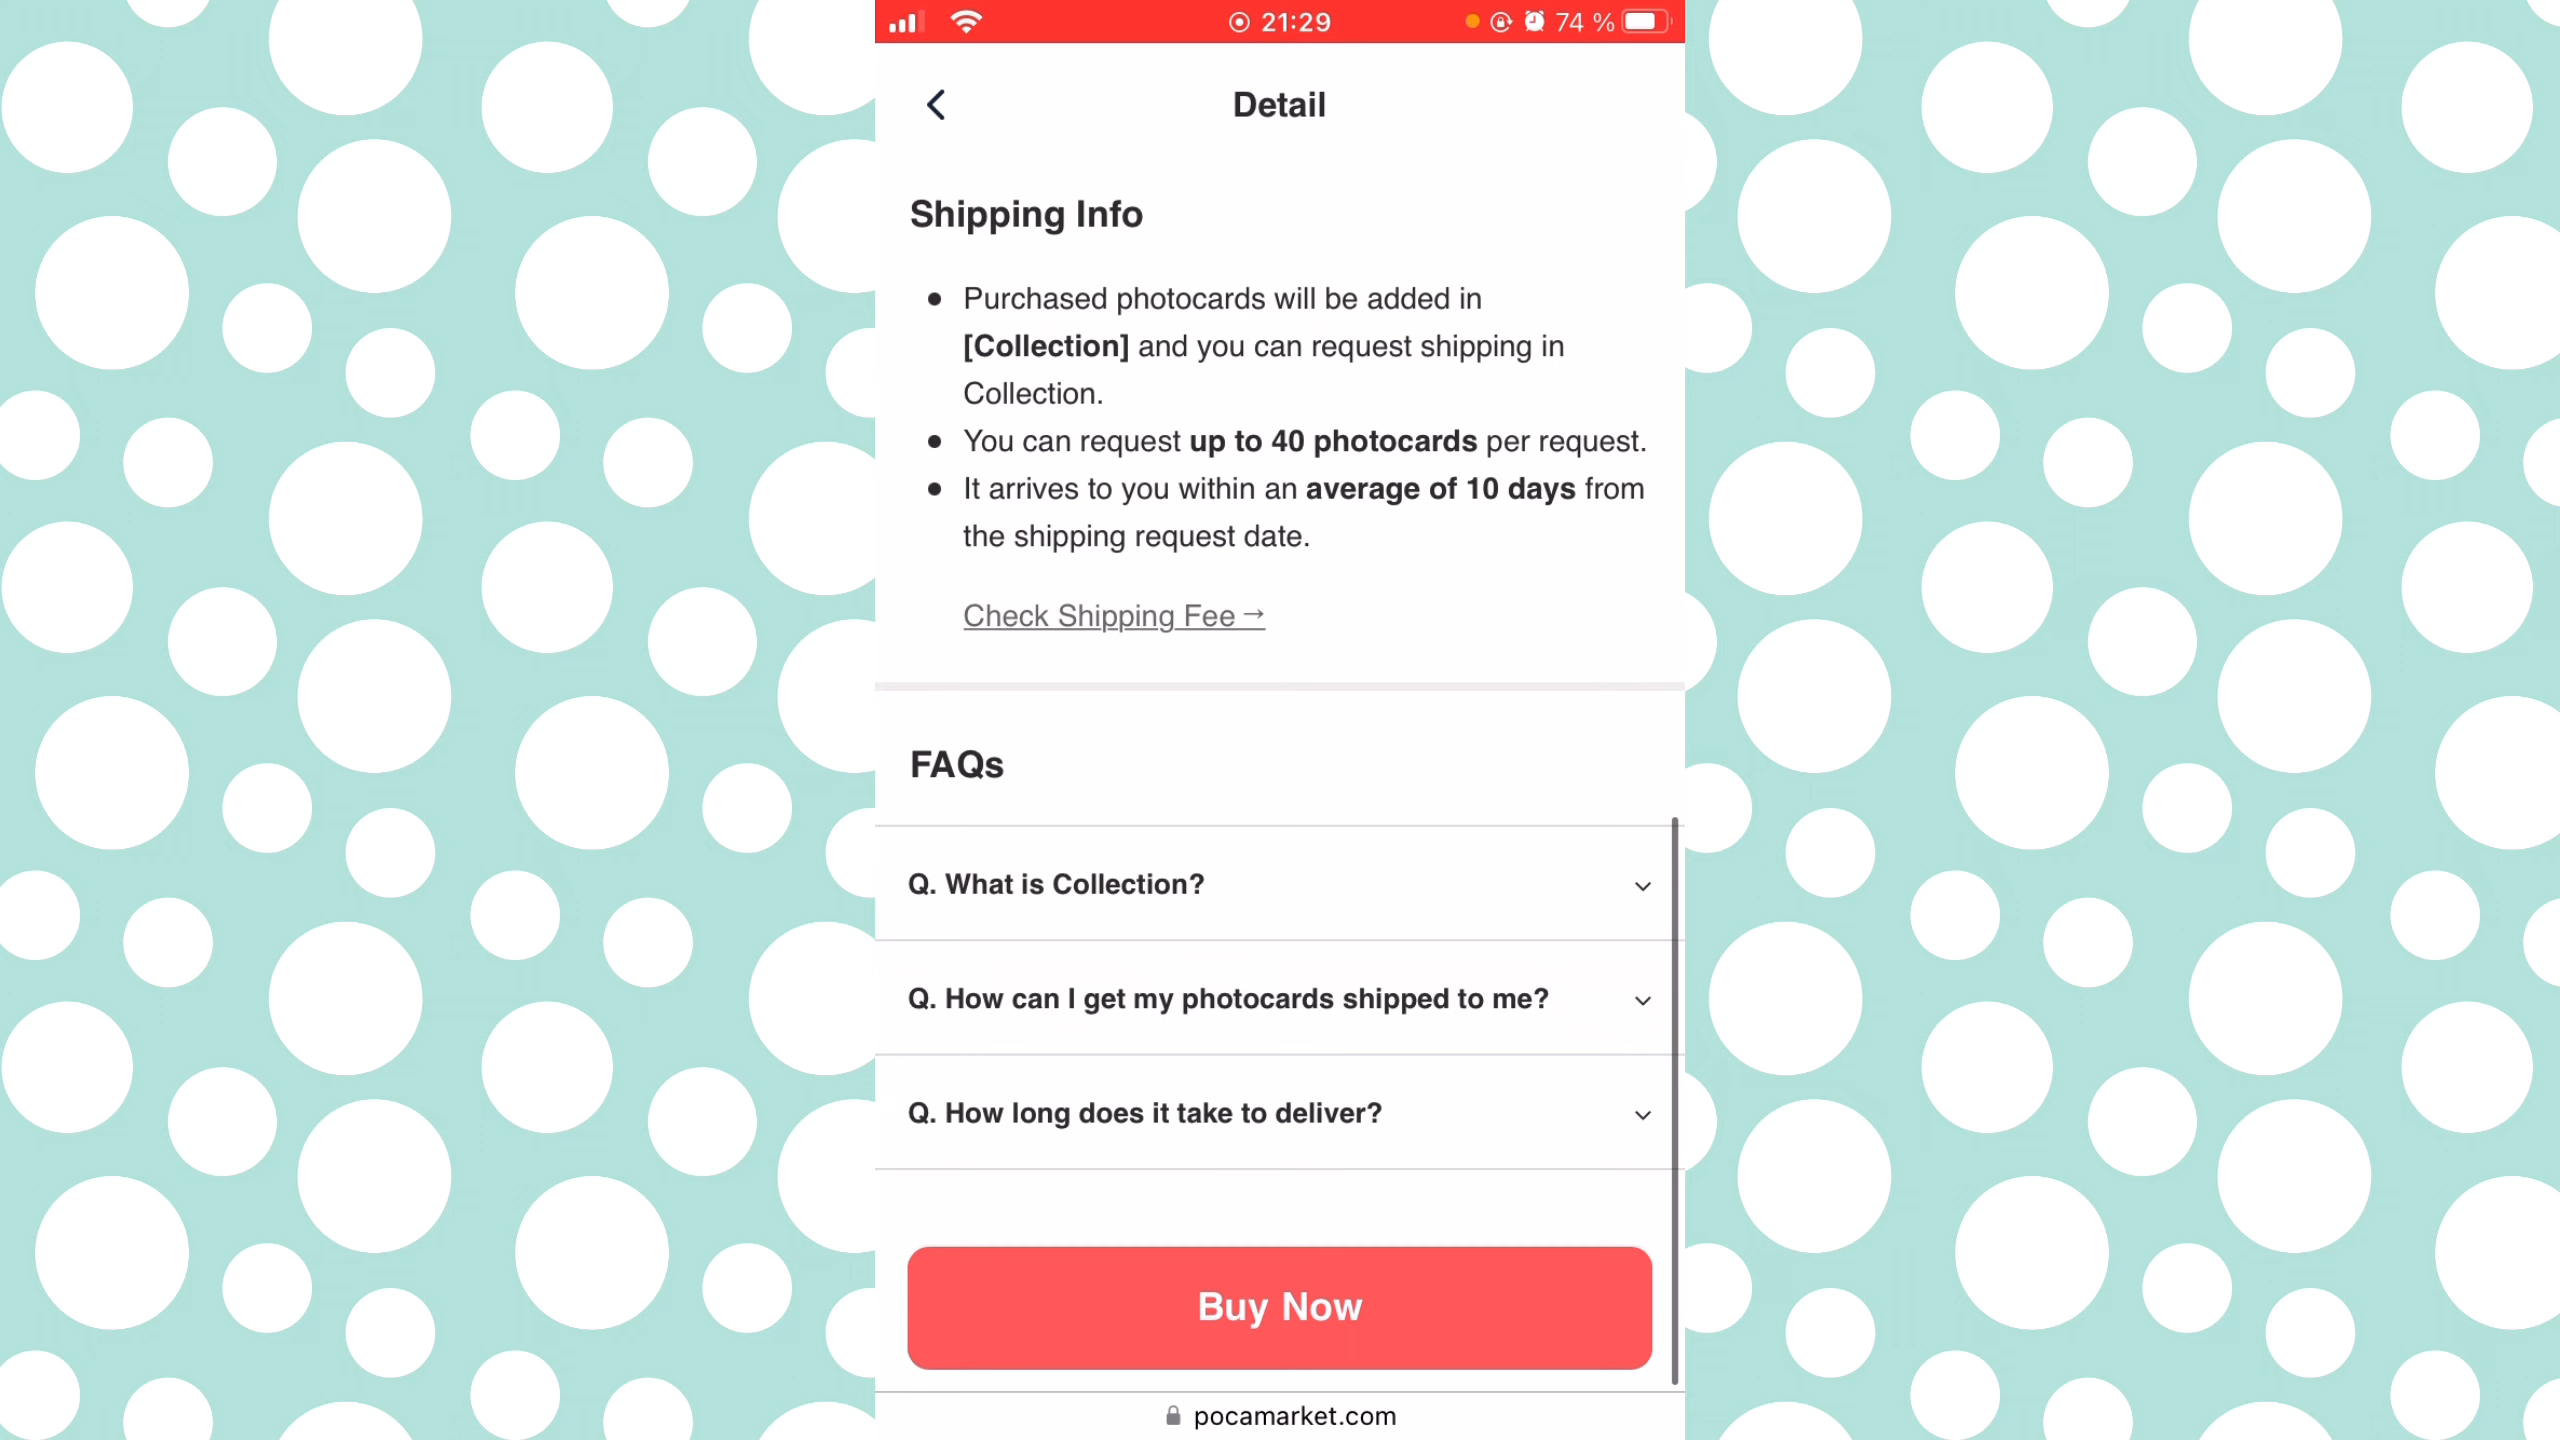 21:29
74 %
Detail
Shipping Info
● Purchased photocards will be added in
[Collection] and you can request shipping in
Collection.
● You can request up to 40 photocards per request.
● It arrives to you within an average of 10 days from
the shipping request date.
Check Shipping Fee →
FAQs
Q. What is Collection?
Q. How can I get my photocards shipped to me?
Q. How long does it take to deliver?
Buy Now
pocamarket.com